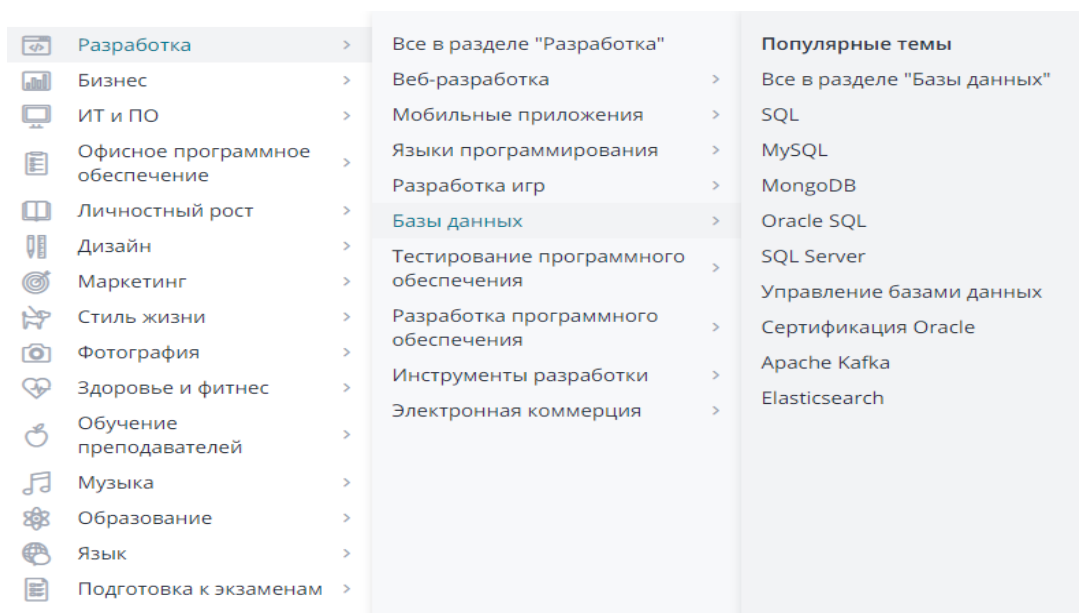 Разработка
Бизнес
ИТ и ПО
Офисное программное
обеспечение
Личностный рост
Дизайн
Маркетинг
Стиль жизни
Фотография
Здоровье и фитнес
Обучение
преподавателей
Музыка
Образование
Язык
Подготовка к экзаменам
Все в разделе "Разработка"
Веб-разработка
Мобильные приложения
Языки программирования
Разработка игр
Базы данных
Тестирование программного
обеспечения
Разработка программного
обеспечения
Инструменты разработки
Электронная коммерция
Популярные темы
Все в разделе "Базы данных"
SQL
MySQL
MongoDB
Oracle SQL
SQL Server
Управление базами данных
Сертификация Oracle
Apache Kafka
Elasticsearch